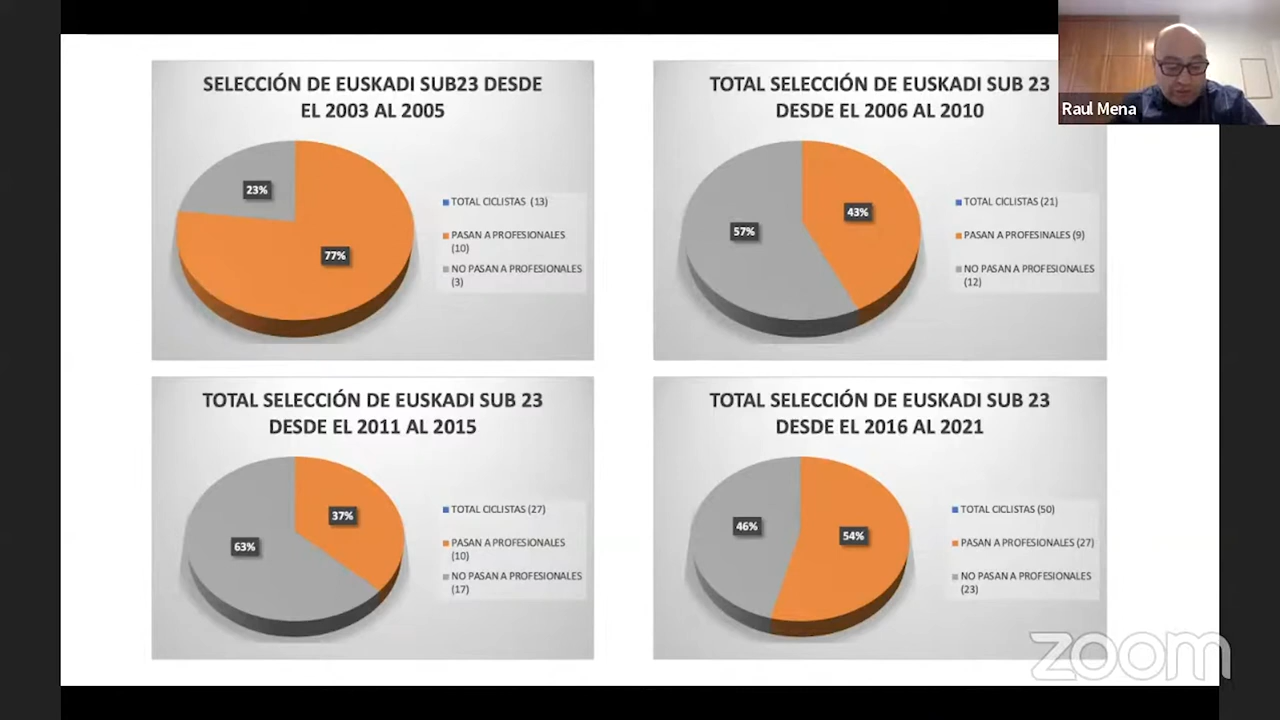 SELECCIÓN DE EUSKADI SUB23 DESDE
EL 2003 AL 2005
23%
77%
TOTAL CICLISTAS (13)
PASAN A PROFESIONALES
(10)
NO PASAN A PROFESIONALES
(3)
TOTAL SELECCIÓN DE EUSKADI SUB 23
DESDE EL 2006 AL 2010
57%
43%
TOTAL CICLISTAS (21)
PASAN A PROFESINALES (9)
NO PASAN A PROFESIONALES
(12)
Raul Mena
TOTAL SELECCIÓN DE EUSKADI SUB 23
DESDE EL 2011 AL 2015
37%
63%
TOTAL CICLISTAS (27)
PASAN A PROFESIONALES
(10)
NO PASAN A PROFESIONALES
(17)
TOTAL SELECCIÓN DE EUSKADI SUB 23
DESDE EL 2016 AL 2021
46%
54%
TOTAL CICLISTAS (50)
PASAN A PROFESIONALES (27)
NO PASAN A PROFESIONALES
(23)
zoom